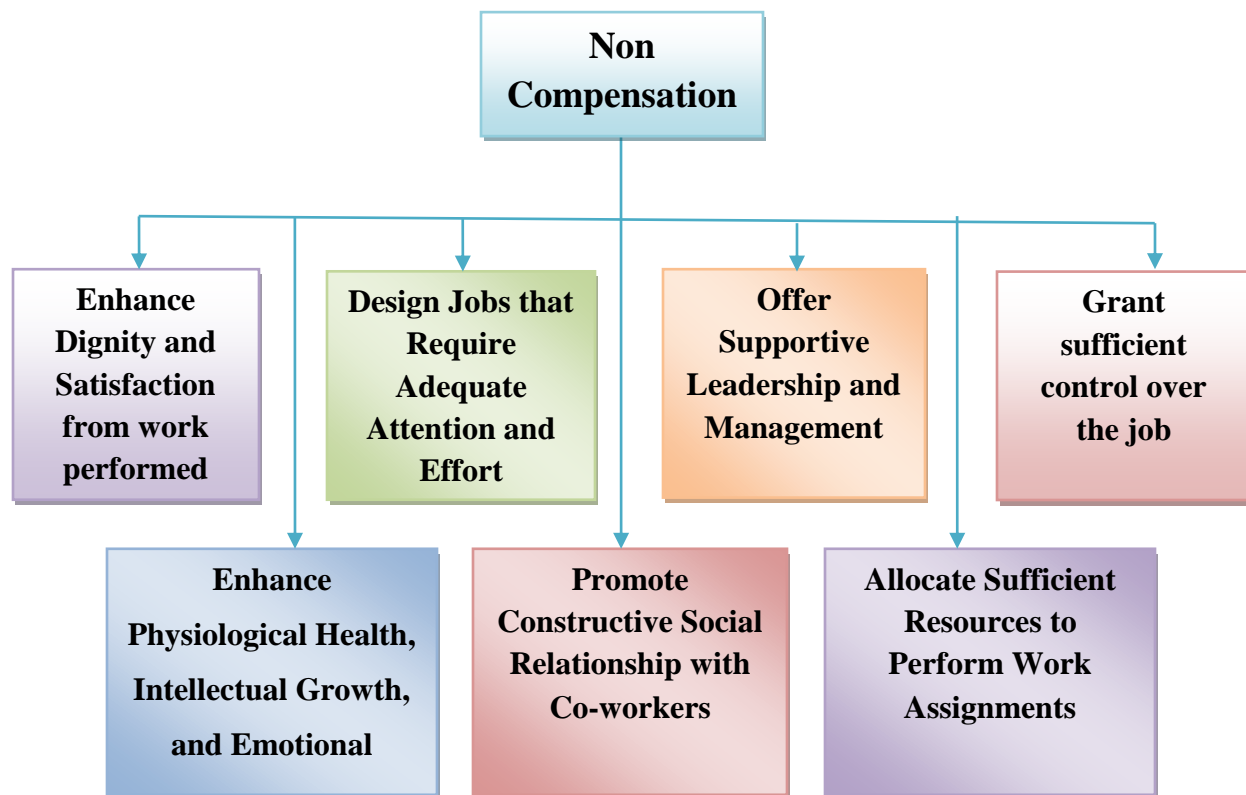 Non
Compensation
Enhance
Dignity and
Satisfaction
from work
performed
Design Jobs that
Require
Adequate
Attention and
Effort
Offer
Supportive
Leadership and
Management
Grant
sufficient
control over
the job
Enhance
Physiological Health,
Intellectual Growth,
and Emotional
Promote
Constructive Social
Relationship with
Co-workers
Allocate Sufficient
Resources to
Perform Work
Assignments